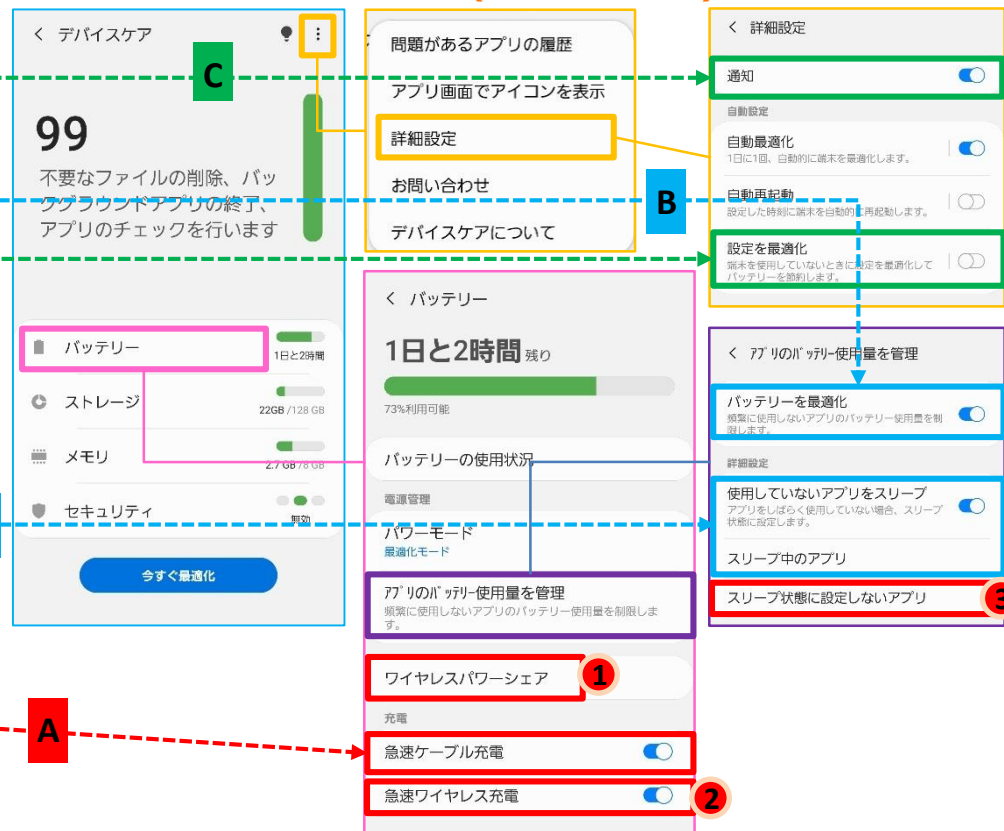 デバイスケア
99
不要なファイルの削除、バッ
クグラウンドアプリの終了、
アプリのチェックを行います
バッテリー
1日と2時間
ストレージ
22GB /128 GB
メモリ
2.7 GB /8 GB
セキュリティ
無効
今すぐ最適化
C
A
問題があるアプリの履歴
アプリ画面でアイコンを表示
詳細設定
お問い合わせ
デバイスケアについて
B
バッテリー
1日と2時間 残り
73%利用可能
バッテリーの使用状況
電源管理
パワーモード
最適化モード
ｱﾌﾟﾘのﾊﾞｯﾃﾘｰ使用量を管理
頻繁に使用しないアプリのバッテリー使用量を制限しま
す。
ワイヤレスパワーシェア
1
充電
急速ケーブル充電
急速ワイヤレス充電
2
詳細設定
通知
自動設定
自動最適化
1日に1回、自動的に端末を最適化します。
自動再起動
設定した時刻に端末を自動的に再起動します。
設定を最適化
端末を使用していないときに設定を最適化して
バッテリーを節約します。
ｱﾌﾟﾘのﾊﾞｯﾃﾘｰ使用量を管理
バッテリーを最適化
頻繁に使用しないアプリのバッテリー使用量を制
限します。
詳細設定
使用していないアプリをスリープ
アプリをしばらく使用していない場合、スリープ
状態に設定します。
スリープ中のアプリ
スリープ状態に設定しないアプリ
3